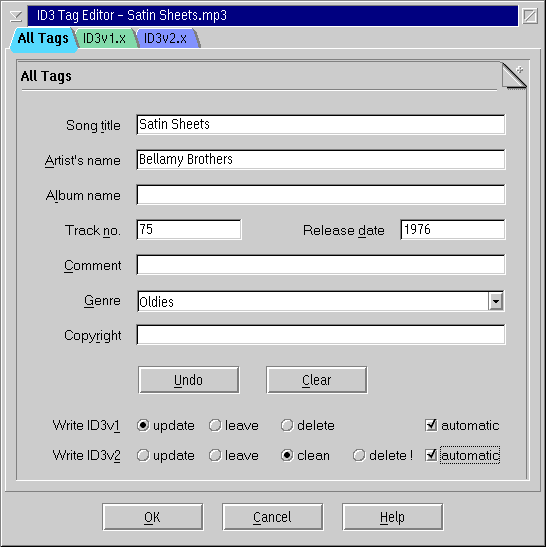 ID3 Tag Editor - Satin Sheets.mp3
All Tags ID3v1.x ID3v2.x
All Tags
Song title Satin Sheets
Artist's name Bellamy Brothers
Album name
Track no. 75 Release date 1976
Comment
Genre Oldies
Copyright
Undo Clear
Write ID3v1 update leave delete automatic
Write ID3v2 update leave clean delete! automatic
OK Cancel Help